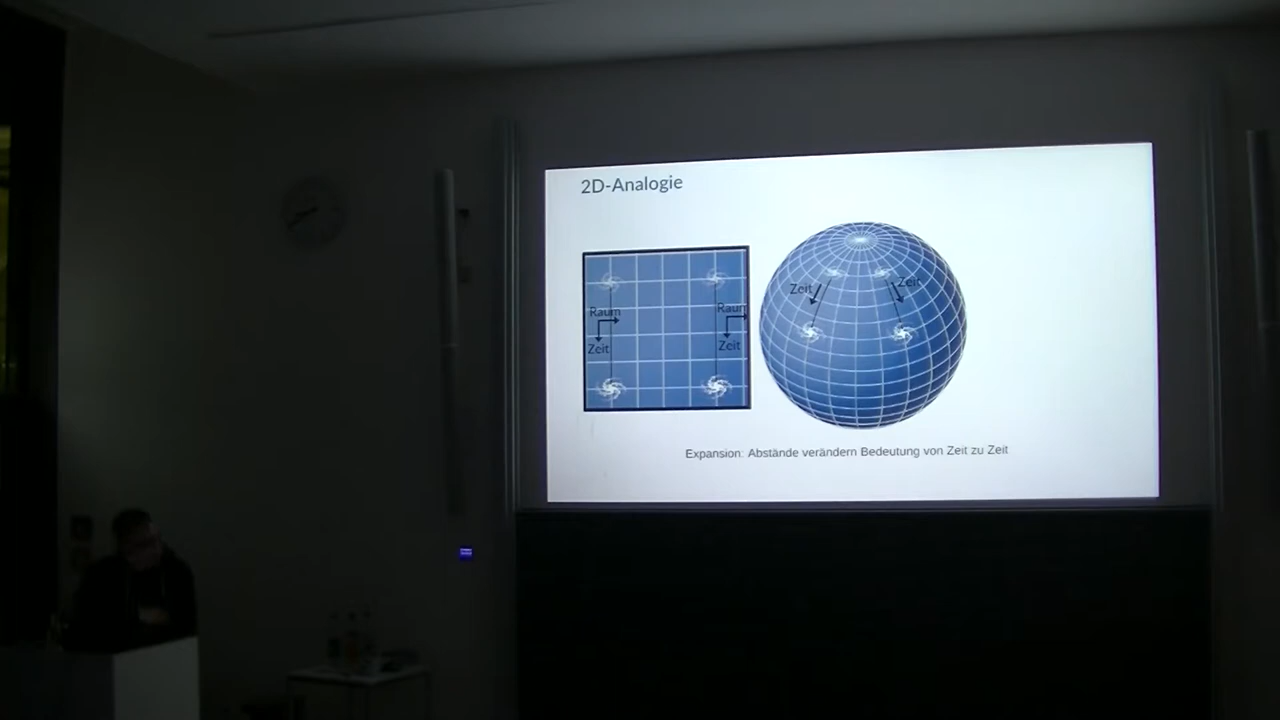 2D-Analogie
Raum
Zeit
Raum
Zeit
Zeit
Zeit
Expansion: Abstände verändern Bedeutung von Zeit zu Zeit